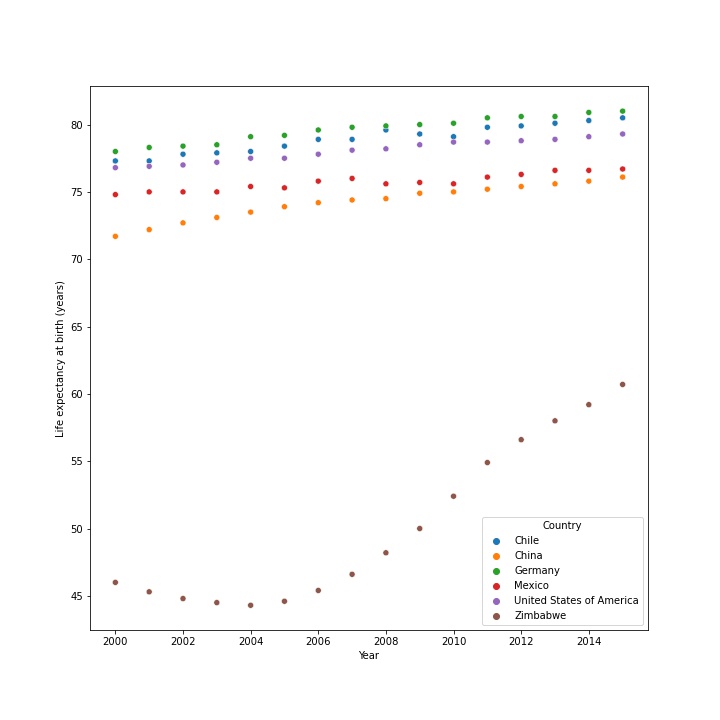 80
75
70
65
60
55
50
45
Life expectancy at birth (years)
2000 2002 2004 2006 2008 2010 2012 2014
Year
Country
Chile
China
Germany
Mexico
United States of America
Zimbabwe